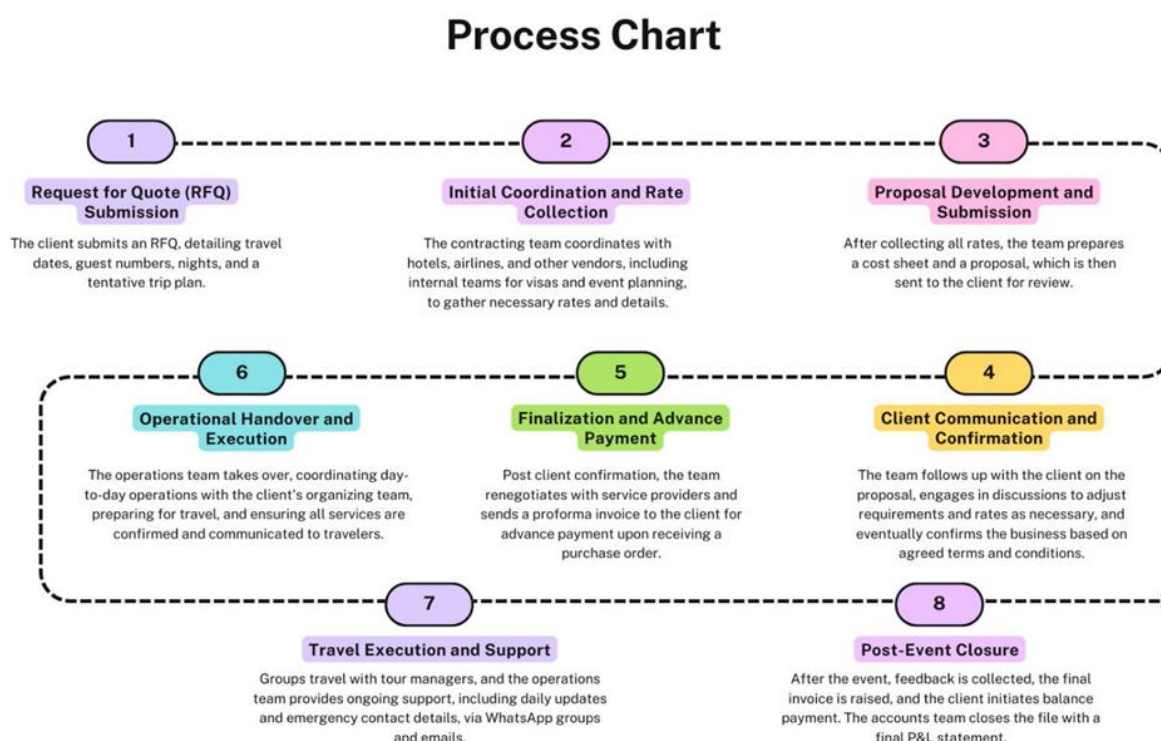 Process Chart
1
Request for Quote (RFQ)
Submission
The client submits an RFQ, detailing travel
dates, guest numbers, nights, and a
tentative trip plan.
2
Initial Coordination and Rate
Collection
The contracting team coordinates with
hotels, airlines, and other vendors, including
internal teams for visas and event planning,
to gather necessary rates and details.
3
Proposal Development and
Submission
After collecting all rates, the team prepares
a cost sheet and a proposal, which is then
sent to the client for review.
4
Client Communication and
Confirmation
The team follows up with the client on the
proposal, engages in discussions to adjust
requirements and rates as necessary, and
eventually confirms the business based on
agreed terms and conditions.
5
Finalization and Advance
Payment
Post client confirmation, the team
renegotiates with service providers and
sends a proforma invoice to the client for
advance payment upon receiving a
purchase order.
6
Operational Handover and
Execution
The operations team takes over, coordinating day-
to-day operations with the client's organizing team,
preparing for travel, and ensuring all services are
confirmed and communicated to travelers.
7
Travel Execution and Support
Groups travel with tour managers, and the operations
team provides ongoing support, including daily updates
and emergency contact details, via WhatsApp groups
and emails.
8
Post-Event Closure
After the event, feedback is collected, the final
invoice is raised, and the client initiates balance
payment. The accounts team closes the file with a
final P&L statement.